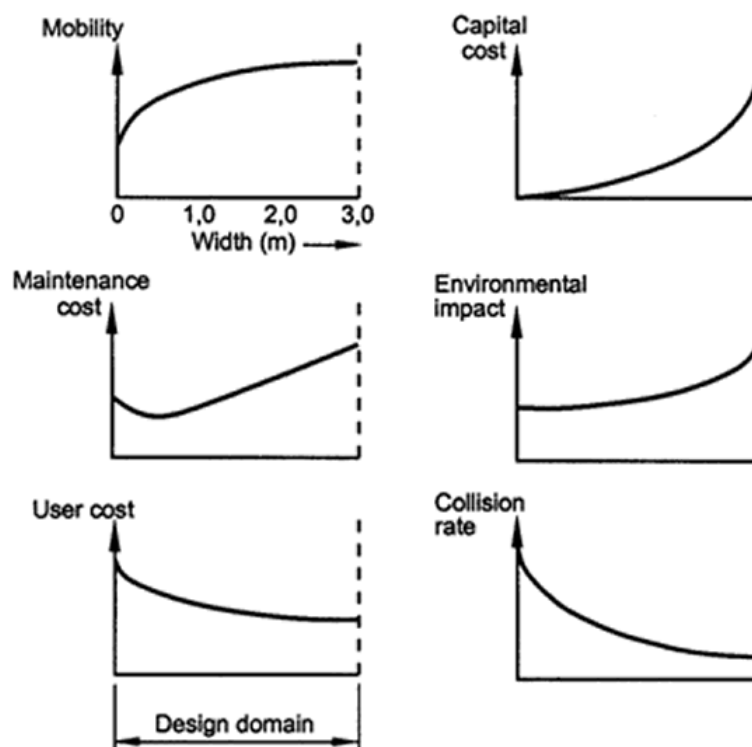 Mobility
Capital
cost
0 1,0 2,0 3,0
Width (m)
Maintenance
cost
Environmental
impact
User cost
Collision
rate
Design domain